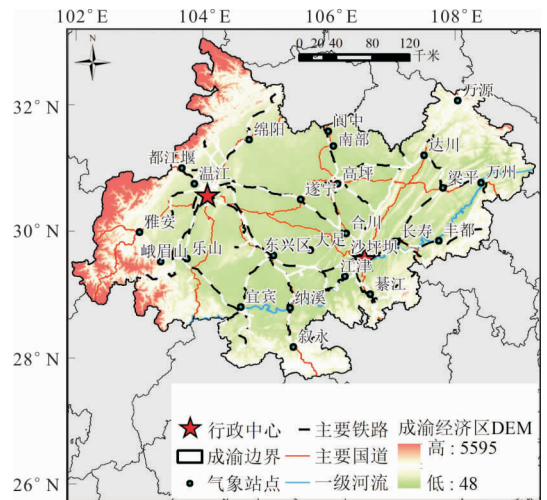 102° E 104° E 106° E 108° E
N
0 20 40 80 120
千米
32° N
30° N
28° N
26° N
万源
阆中
绵阳
南部
达川
都江堰
温江
高坪
梁平
万州
遂宁
雅安
合川
长寿
丰都
峨眉山
乐山
东兴区
大足
沙坪坝
江津
綦江
宜宾
纳溪
叙永
行政中心
主要铁路
成渝经济区DEM
成渝边界
主要国道
高 : 5595
气象站点
一级河流
低 : 48